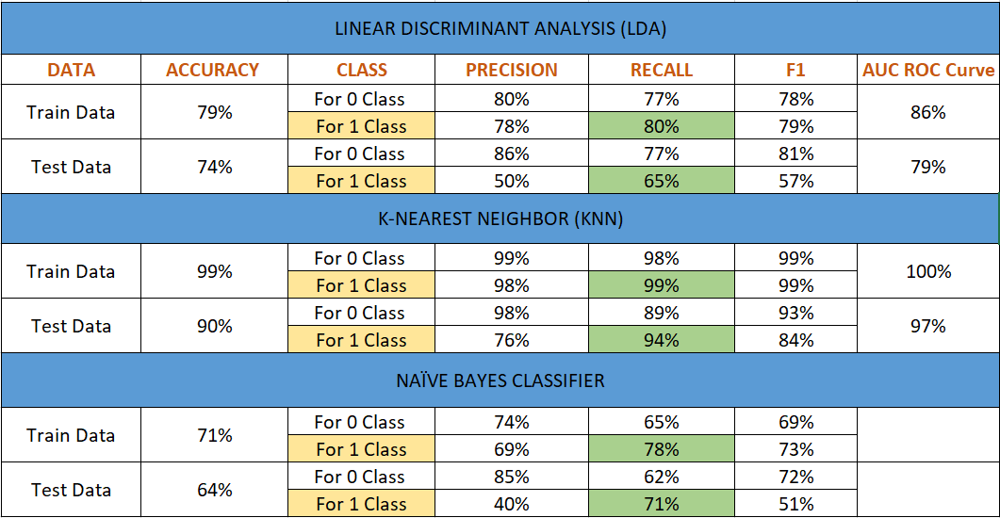 LINEAR DISCRIMINANT ANALYSIS (LDA)
DATA ACCURACY CLASS PRECISION RECALL F1 AUC ROC Curve
Train Data 79% For 0 Class 80% 77% 78% 86%
For 1 Class 78% 80% 79%
Test Data 74% For 0 Class 86% 77% 81% 79%
For 1 Class 50% 65% 57%
K-NEAREST NEIGHBOR (KNN)
Train Data 99% For 0 Class 99% 98% 99% 100%
For 1 Class 98% 99% 99%
Test Data 90% For 0 Class 98% 89% 93% 97%
For 1 Class 76% 94% 84%
NAÏVE BAYES CLASSIFIER
Train Data 71% For 0 Class 74% 65% 69%
For 1 Class 69% 78% 73%
Test Data 64% For 0 Class 85% 62% 72%
For 1 Class 40% 71% 51%